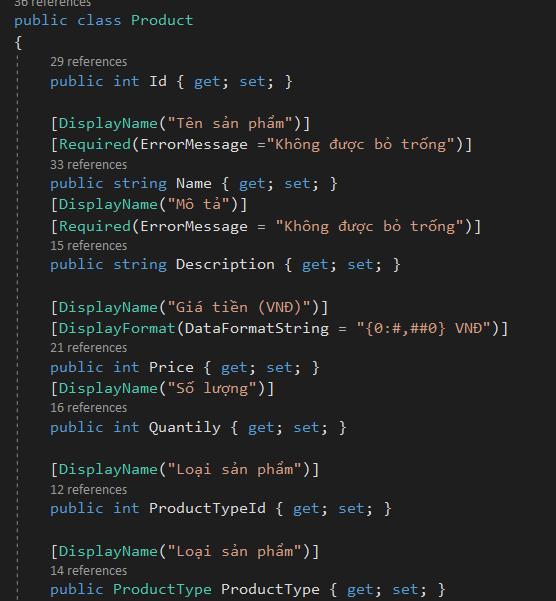 36 references
public class Product
{
29 references
public int Id { get; set; }
[DisplayName("Tên sản phẩm")]
[Required(ErrorMessage ="Không được bỏ trống")]
33 references
public string Name { get; set; }
[DisplayName("Mô tả")]
[Required(ErrorMessage = "Không được bỏ trống")]
15 references
public string Description { get; set; }
[DisplayName("Giá tiền (VNĐ)")]
[DisplayFormat(DataFormatString = "{0:#,##0} VNĐ")]
21 references
public int Price { get; set; }
[DisplayName("Số lượng")]
16 references
public int Quantily { get; set; }
[DisplayName("Loại sản phẩm")]
12 references
public int ProductTypeId { get; set; }
[DisplayName("Loại sản phẩm")]
14 references
public ProductType ProductType { get; set; }